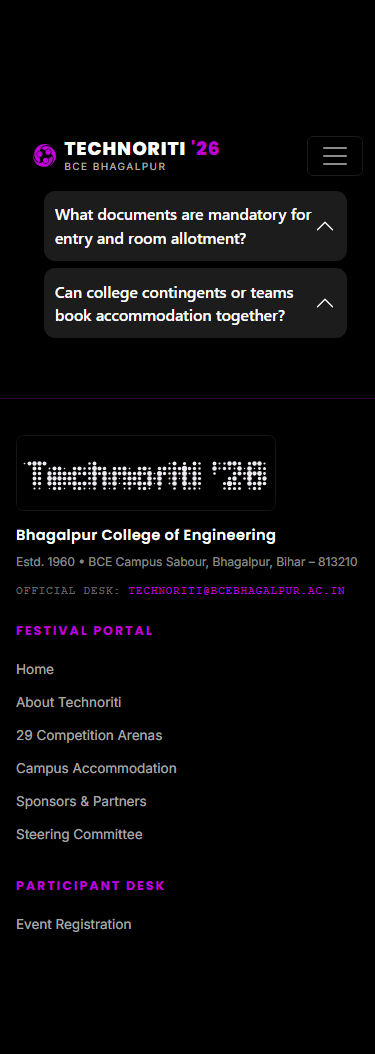 TECHNORITI '26
BCE BHAGALPUR
What documents are mandatory for
entry and room allotment?
Can college contingents or teams
book accommodation together?
Technoriti '26
Bhagalpur College of Engineering
Estd. 1960 • BCE Campus Sabour, Bhagalpur, Bihar – 813210
OFFICIAL DESK: TECHNORITI@BCEBHAGALPUR.AC.IN
FESTIVAL PORTAL
Home
About Technoriti
29 Competition Arenas
Campus Accommodation
Sponsors & Partners
Steering Committee
PARTICIPANT DESK
Event Registration